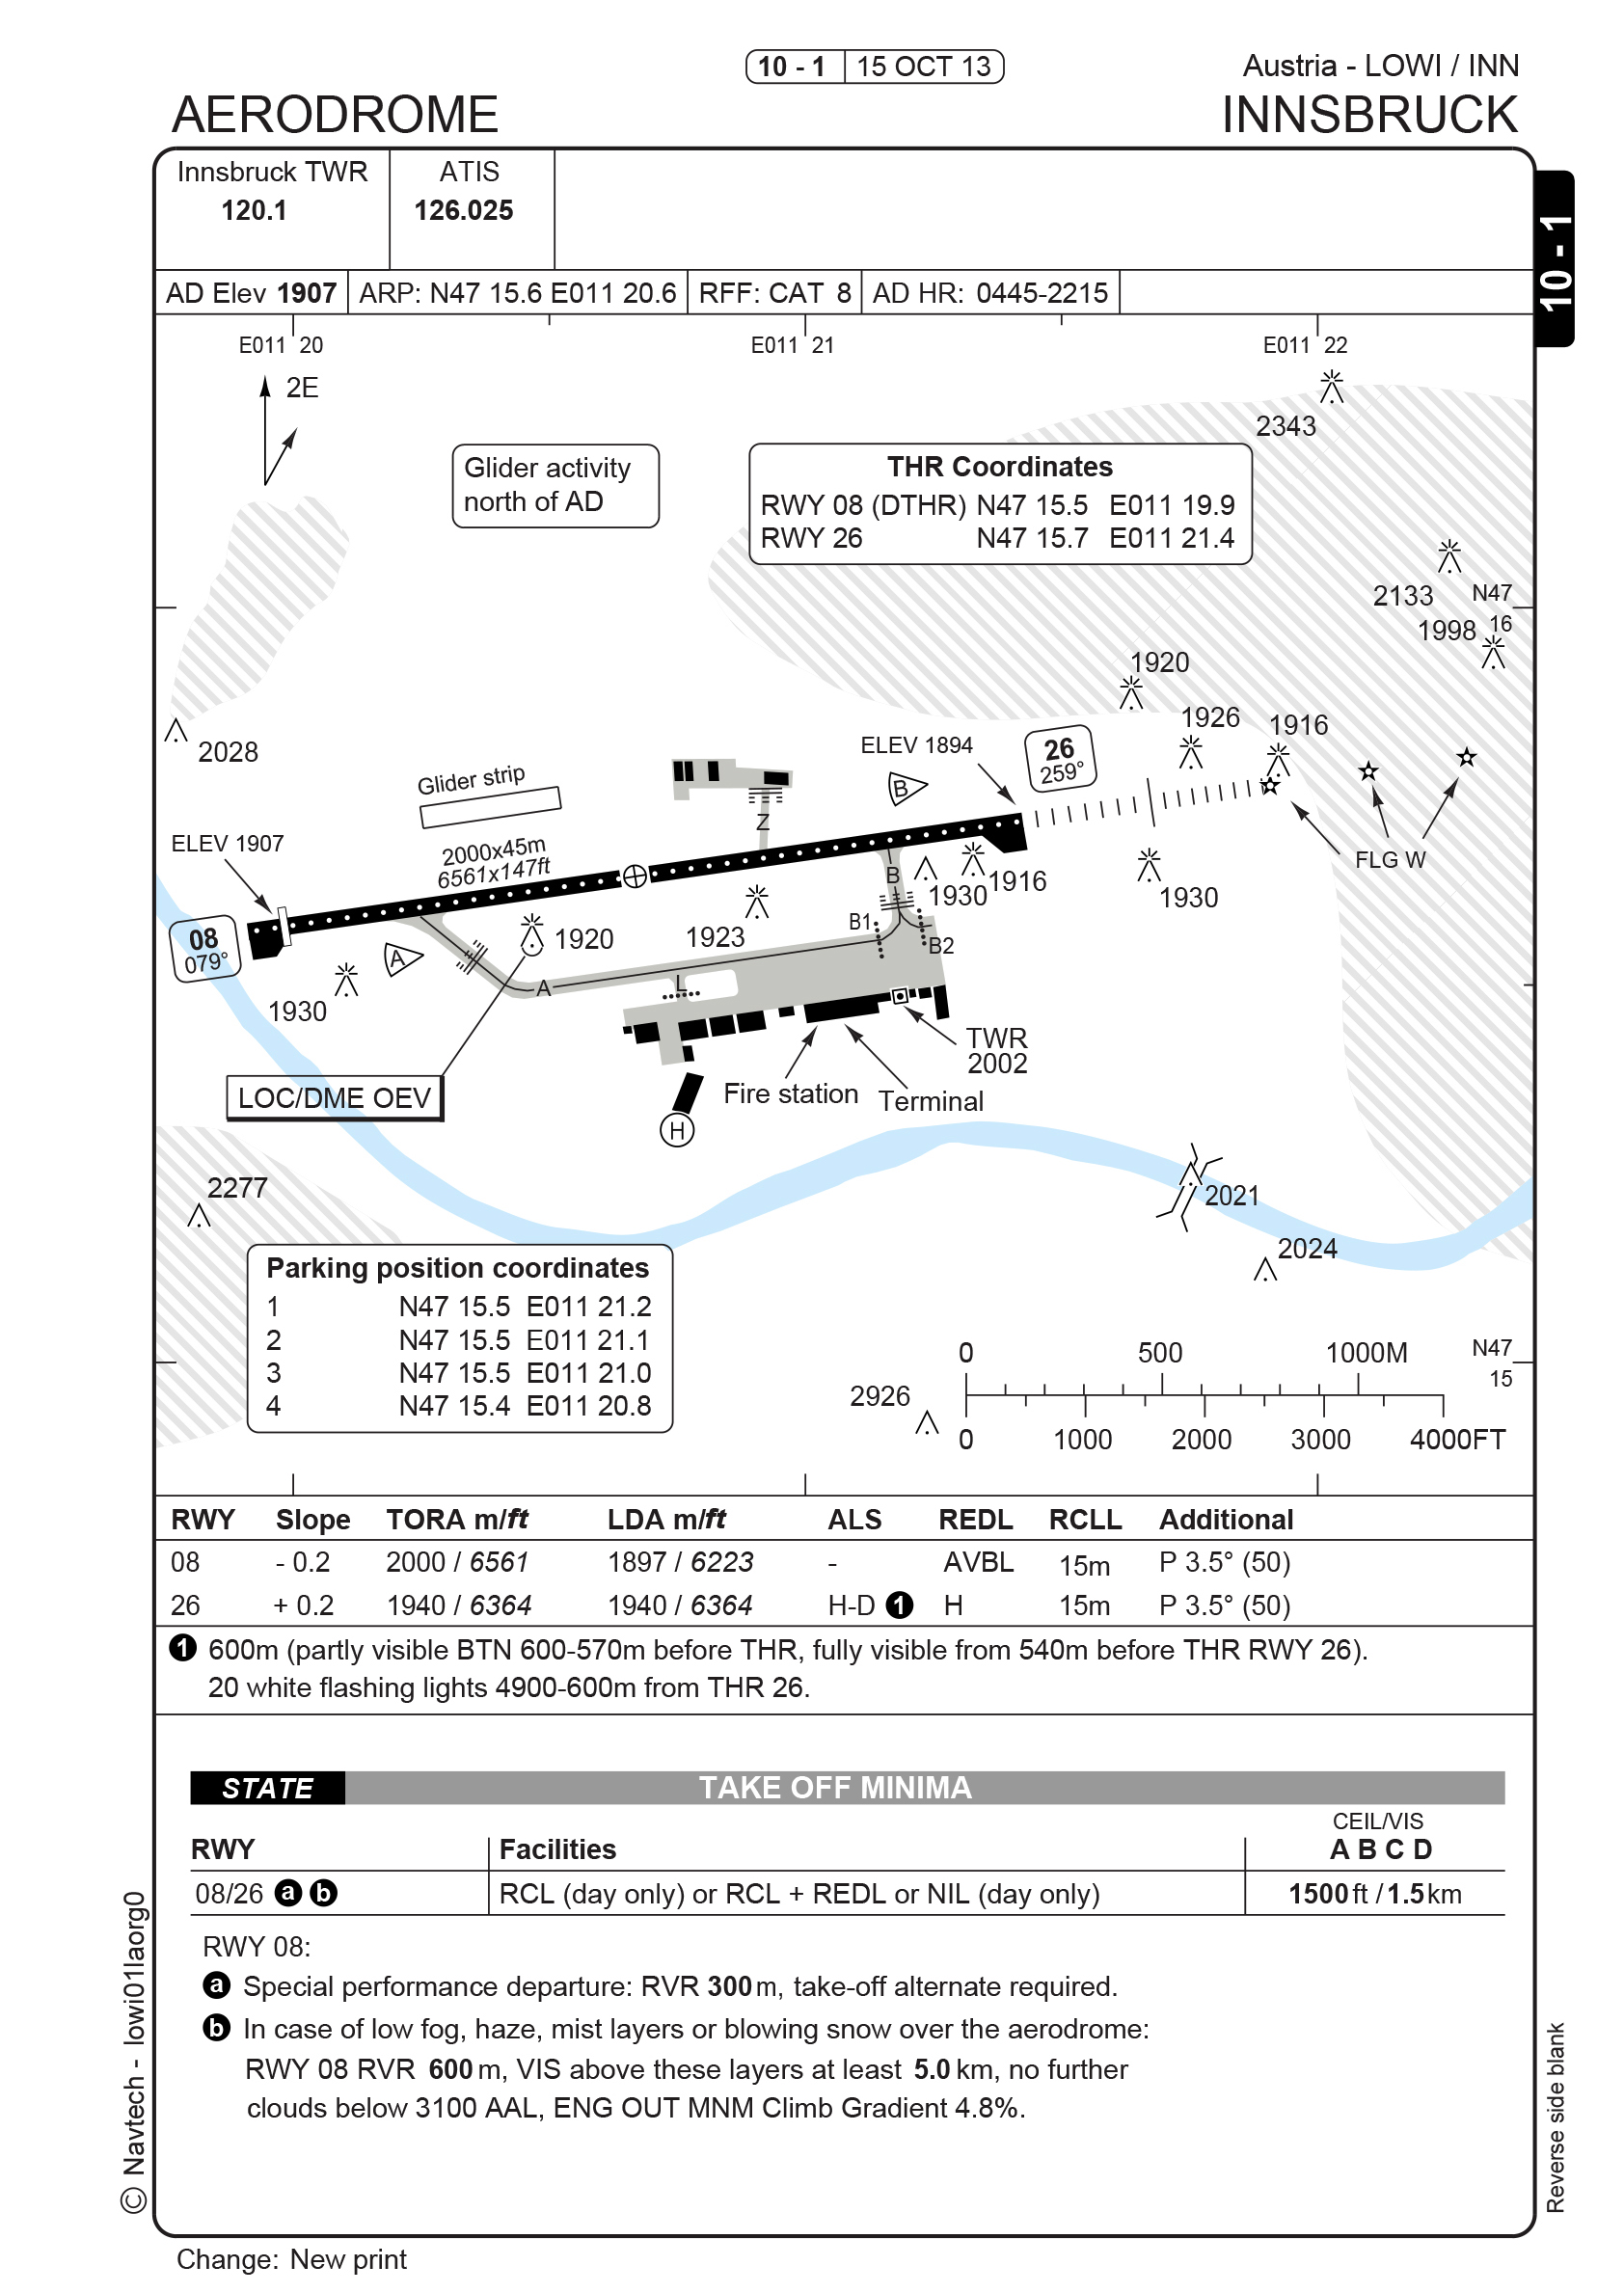 10 - 1 15 OCT 13
Austria - LOWI / INN
AERODROME
INNSBRUCK
10 - 1
Innsbruck TWR
120.1
ATIS
126.025
AD Elev 1907
ARP: N47 15.6 E011 20.6
RFF: CAT 8
AD HR: 0445-2215
E011 20
E011 21
E011 22
2E
2343
Glider activity
north of AD
THR Coordinates
RWY 08 (DTHR) N47 15.5 E011 19.9
RWY 26 N47 15.7 E011 21.4
2133
N47
16
1998
1920
1926
1916
2028
ELEV 1894
26
259°
Glider strip
B
Z
ELEV 1907
2000x45m
6561x147ft
FLG W
B
1930
1916
1930
08
079°
A
1920
1923
B1
B2
1930
A
L
TWR
2002
LOC/DME OEV
Fire station
Terminal
H
2277
2021
2024
Parking position coordinates
1 N47 15.5 E011 21.2
2 N47 15.5 E011 21.1
3 N47 15.5 E011 21.0
4 N47 15.4 E011 20.8
0 500 1000M
N47
15
2926
0 1000 2000 3000 4000FT
RWY Slope TORA m/ft LDA m/ft ALS REDL RCLL Additional
08 - 0.2 2000 / 6561 1897 / 6223 - AVBL 15m P 3.5° (50)
26 + 0.2 1940 / 6364 1940 / 6364 H-D 1 H 15m P 3.5° (50)
1 600m (partly visible BTN 600-570m before THR, fully visible from 540m before THR RWY 26).
20 white flashing lights 4900-600m from THR 26.
STATE TAKE OFF MINIMA
CEIL/VIS
RWY Facilities A B C D
08/26 a b RCL (day only) or RCL + REDL or NIL (day only) 1500 ft / 1.5 km
RWY 08:
a Special performance departure: RVR 300 m, take-off alternate required.
b In case of low fog, haze, mist layers or blowing snow over the aerodrome:
RWY 08 RVR 600 m, VIS above these layers at least 5.0 km, no further
clouds below 3100 AAL, ENG OUT MNM Climb Gradient 4.8%.
© Navtech - lowi01laorg0
Reverse side blank
Change: New print